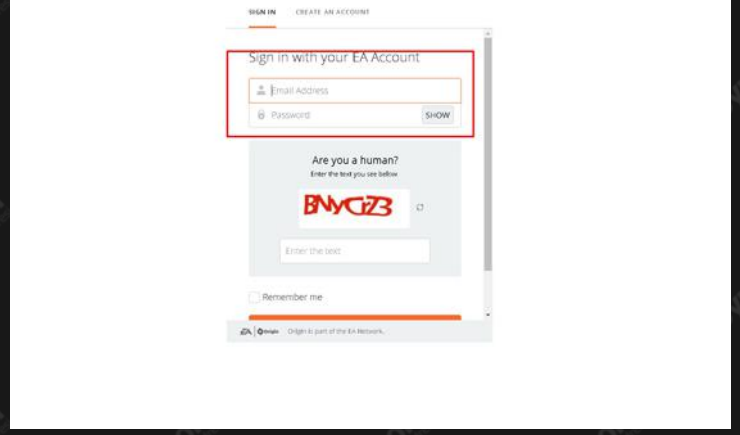 SIGN IN CREATE AN ACCOUNT
Sign in with your EA Account
Email Address
Password SHOW
Are you a human?
Enter the text you see below
BNyCrZ3
Enter the text
Remember me
EA Origin Origin is part of the EA Network.